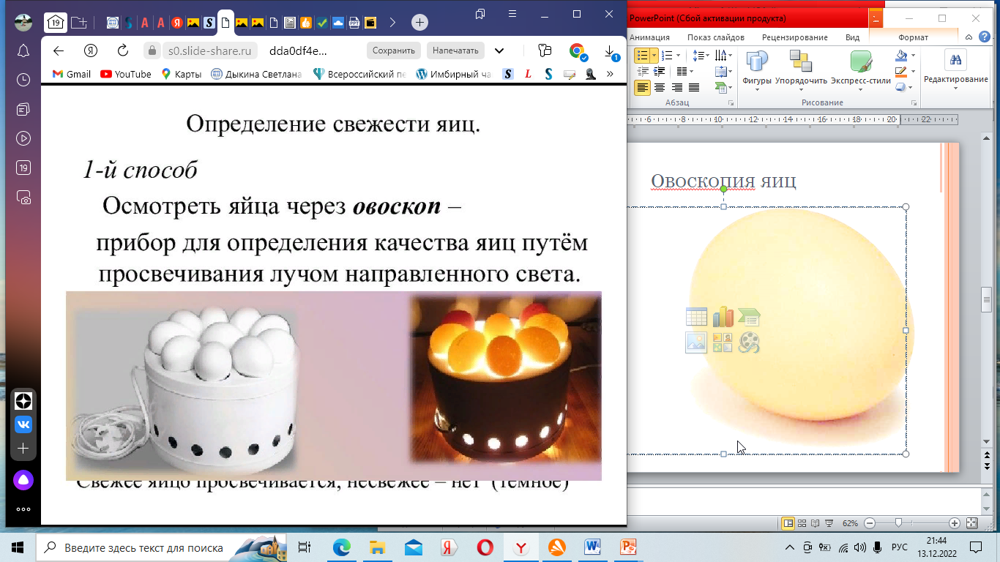 19
s0.slide-share.ru
dda0df4e...
Сохранить
Напечатать
Gmail
YouTube
Карты
Дыкина Светлана
Всероссийский пе
Имбирный ча
»
Определение свежести яиц.
1-й способ
Осмотреть яйца через овоскоп –
прибор для определения качества яиц путём
просвечивания лучом направленного света.
Свежее яйцо просвечивается, несвежее – нет (тёмное)
19
PowerPoint (Сбой активации продукта)
Анимация
Показ слайдов
Рецензирование
Вид
Формат
Фигуры
Упорядочить
Экспресс-стили
Редактирование
Абзац
Рисование
6 8 10 12 14 16 18 20 22
Овоскопия яиц
62%
Введите здесь текст для поиска
РУС
21:44
13.12.2022